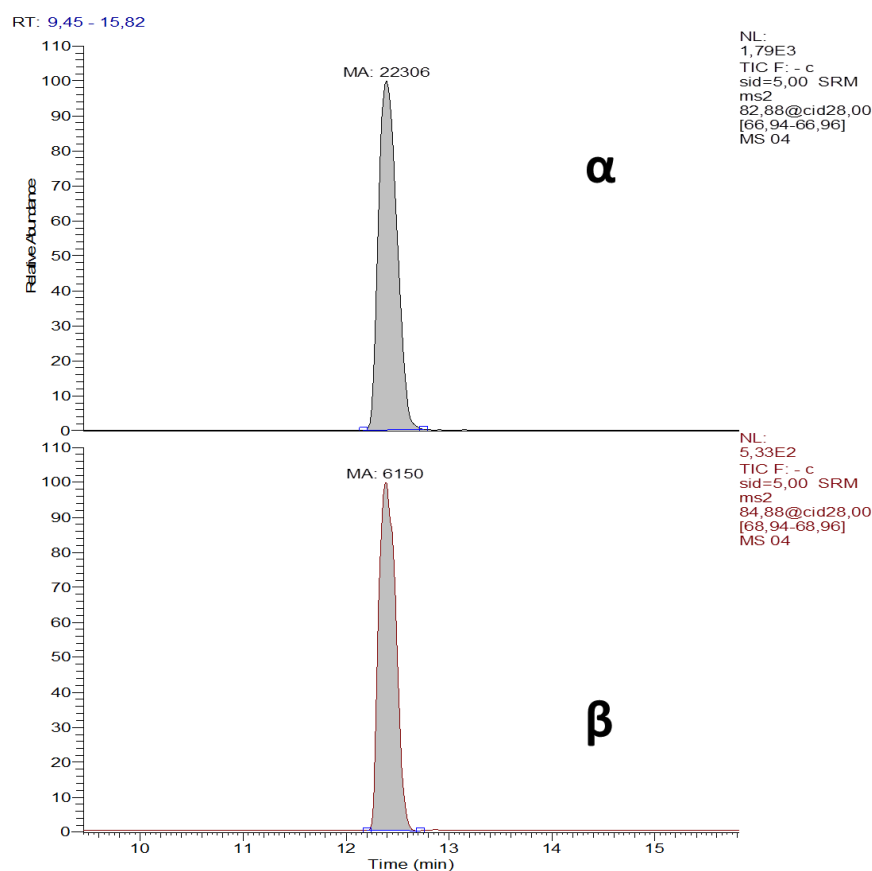 RT: 9,45 - 15,82
NL:
1,79E3
TIC F: - c
sid=5,00 SRM
ms2
82,88@cid28,00
[66,94-66,96]
MS 04
MA: 22306
110
100
90
80
70
60
50
40
30
20
10
0
Relative Abundance
α
NL:
5,33E2
TIC F: - c
sid=5,00 SRM
ms2
84,88@cid28,00
[68,94-68,96]
MS 04
MA: 6150
110
100
90
80
70
60
50
40
30
20
10
0
β
10 11 12 13 14 15
Time (min)